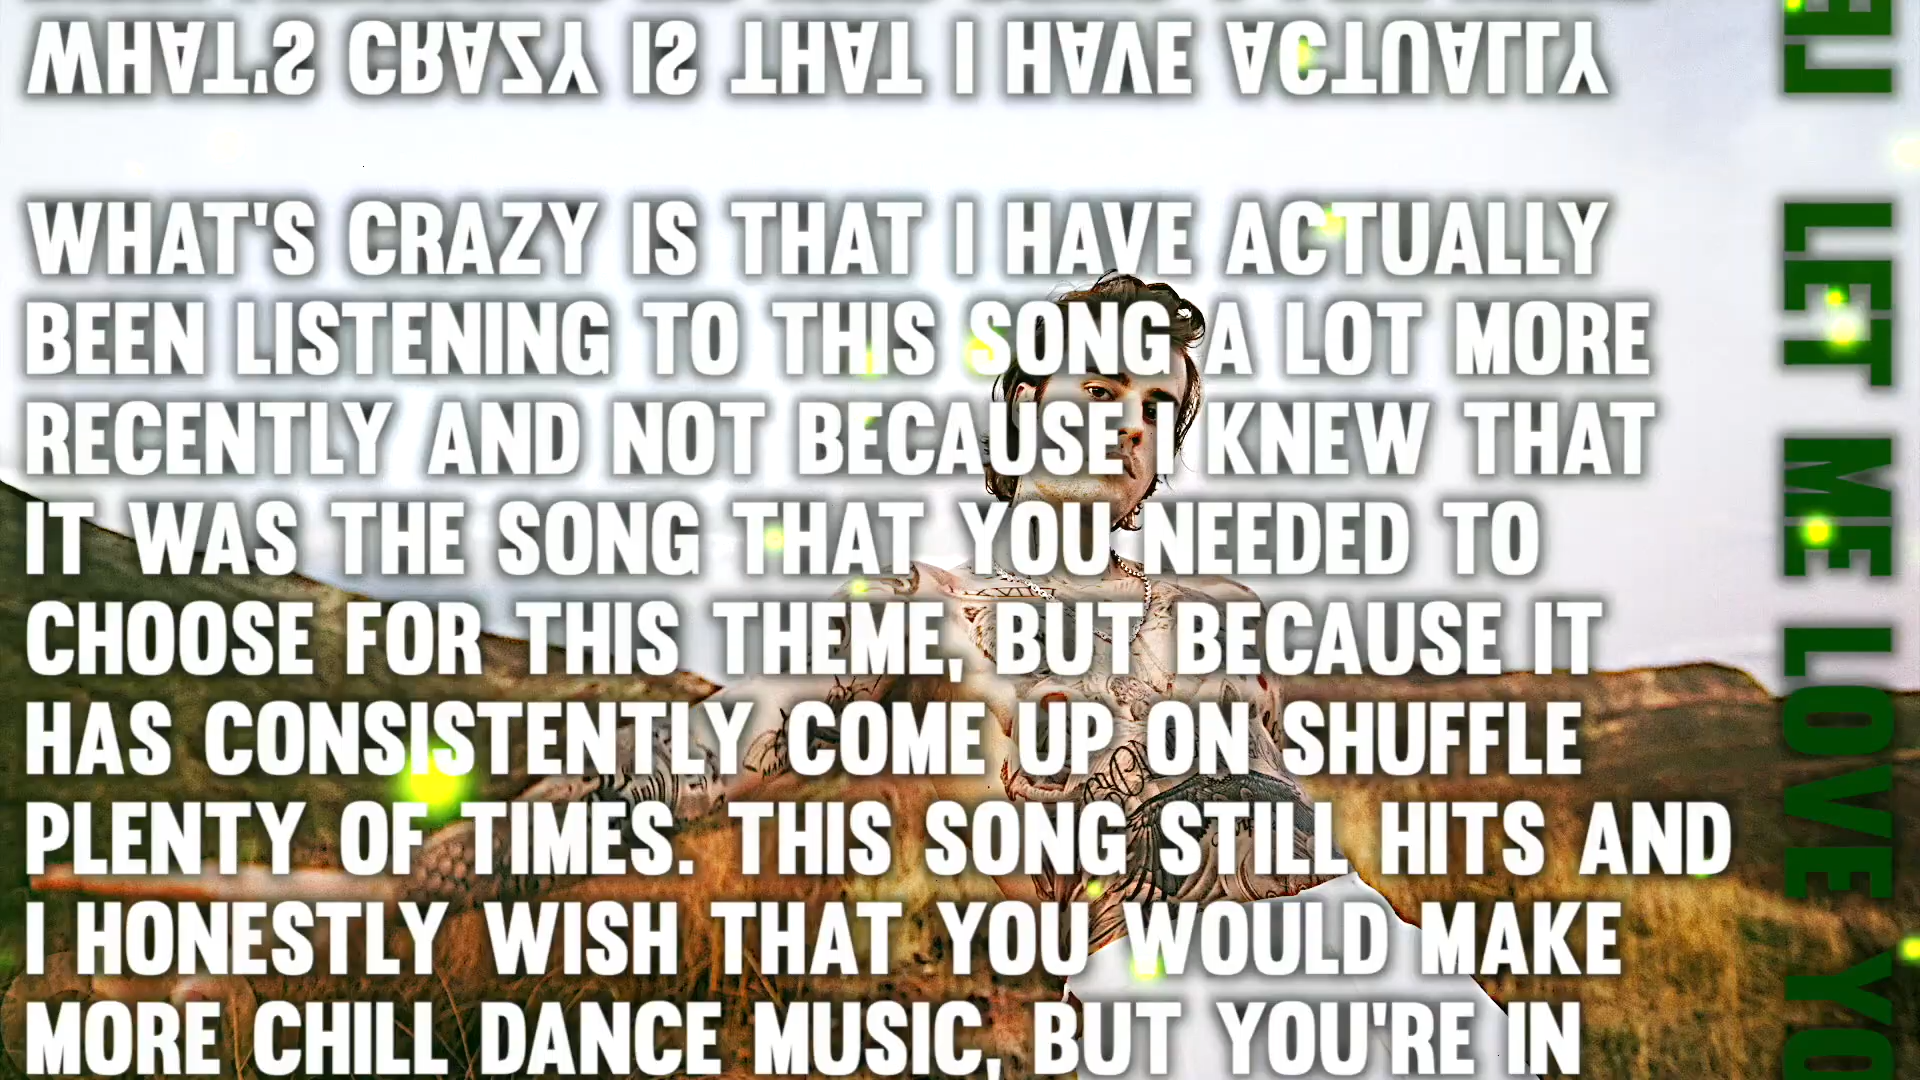 WHAT'S CRAZY IS THAT I HAVE ACTUALLY
WHAT'S CRAZY IS THAT I HAVE ACTUALLY
BEEN LISTENING TO THIS SONG A LOT MORE
RECENTLY AND NOT BECAUSE I KNEW THAT
IT WAS THE SONG THAT YOU NEEDED TO
CHOOSE FOR THIS THEME, BUT BECAUSE IT
HAS CONSISTENTLY COME UP ON SHUFFLE
PLENTY OF TIMES. THIS SONG STILL HITS AND
I HONESTLY WISH THAT YOU WOULD MAKE
MORE CHILL DANCE MUSIC, BUT YOU'RE IN
LET ME LOVE YO